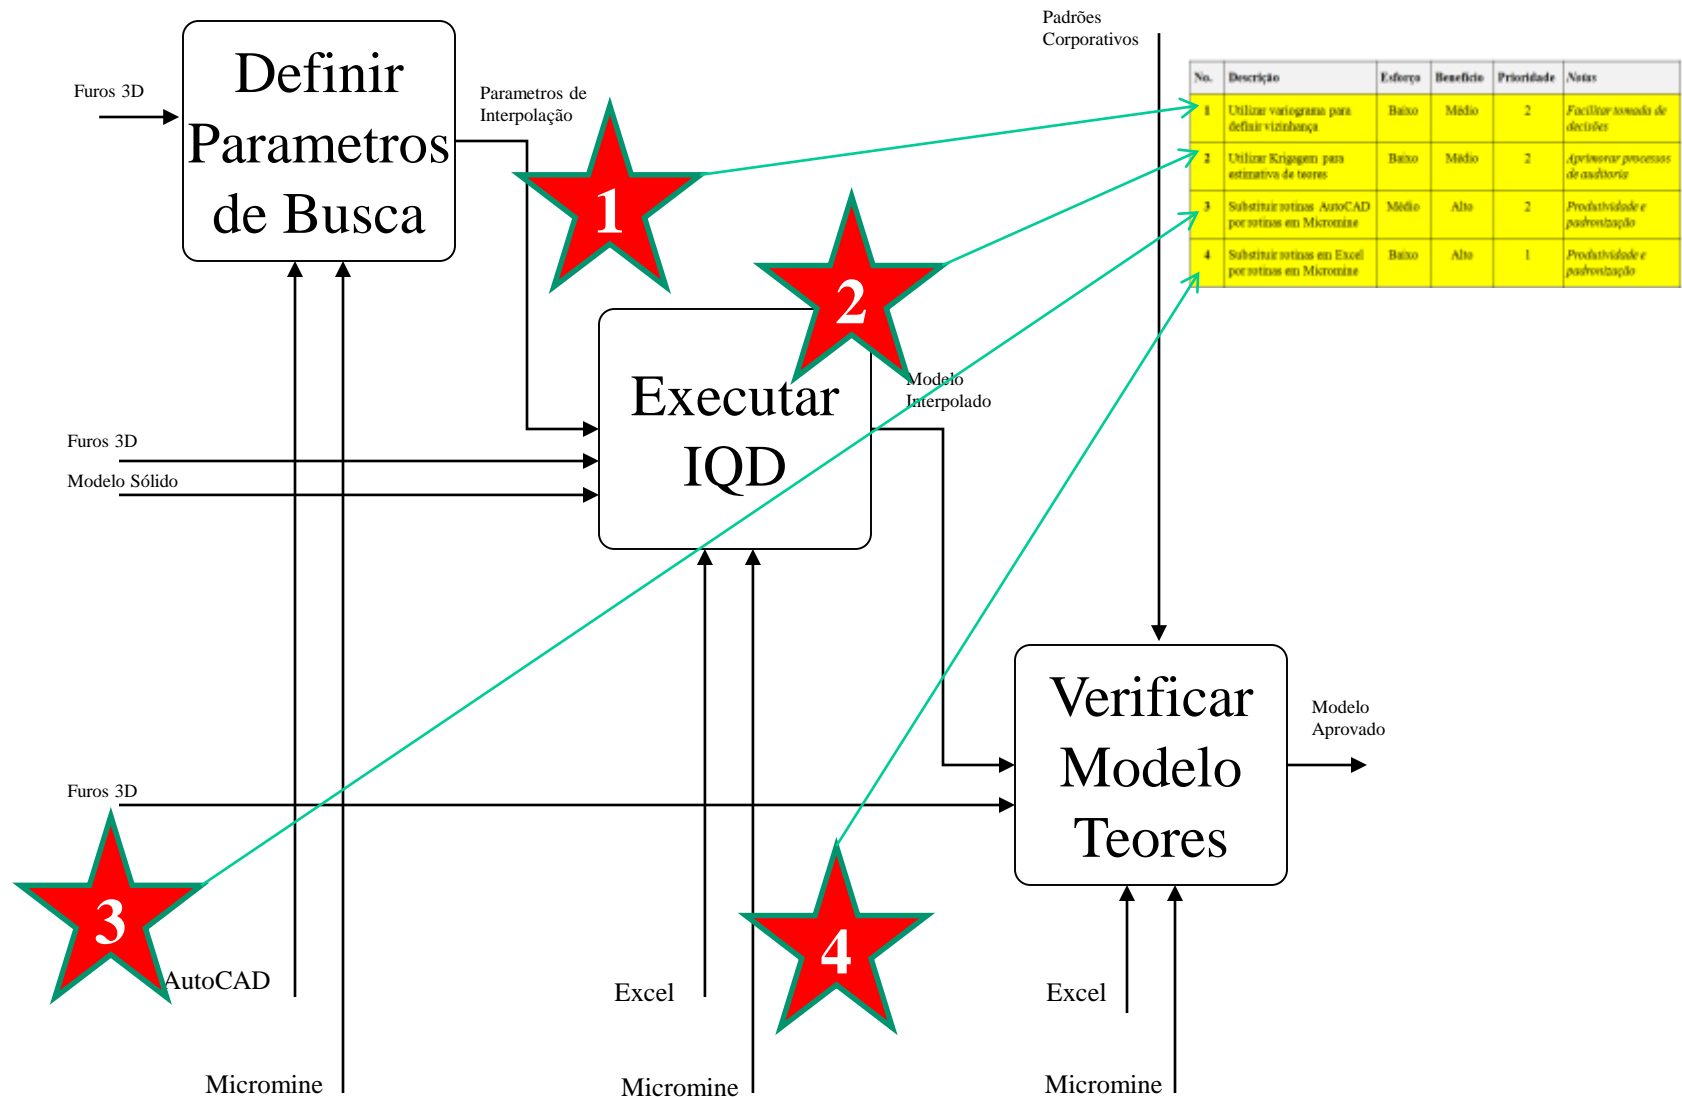 Padrões
Corporativos
Definir
Parametros
de Busca
Furos 3D
Parametros de
Interpolação
No. Descrição Esforço Benefício Prioridade Notas
1 Utilizar variograma para definir vizinhança Baixo Médio 2 Facilitar tomada de decisões
2 Utilizar Krigagem para estimativa de teores Baixo Médio 2 Aprimorar processos de auditoria
3 Substituir rotinas AutoCAD por rotinas em Micromine Médio Alto 2 Produtividade e padronização
4 Substituir rotinas em Excel por rotinas em Micromine Baixo Alto 1 Produtividade e padronização
1
2
Executar
IQD
Modelo
Interpolado
Furos 3D
Modelo Sólido
Verificar
Modelo
Teores
Modelo
Aprovado
Furos 3D
3
4
AutoCAD
Excel
Excel
Micromine
Micromine
Micromine